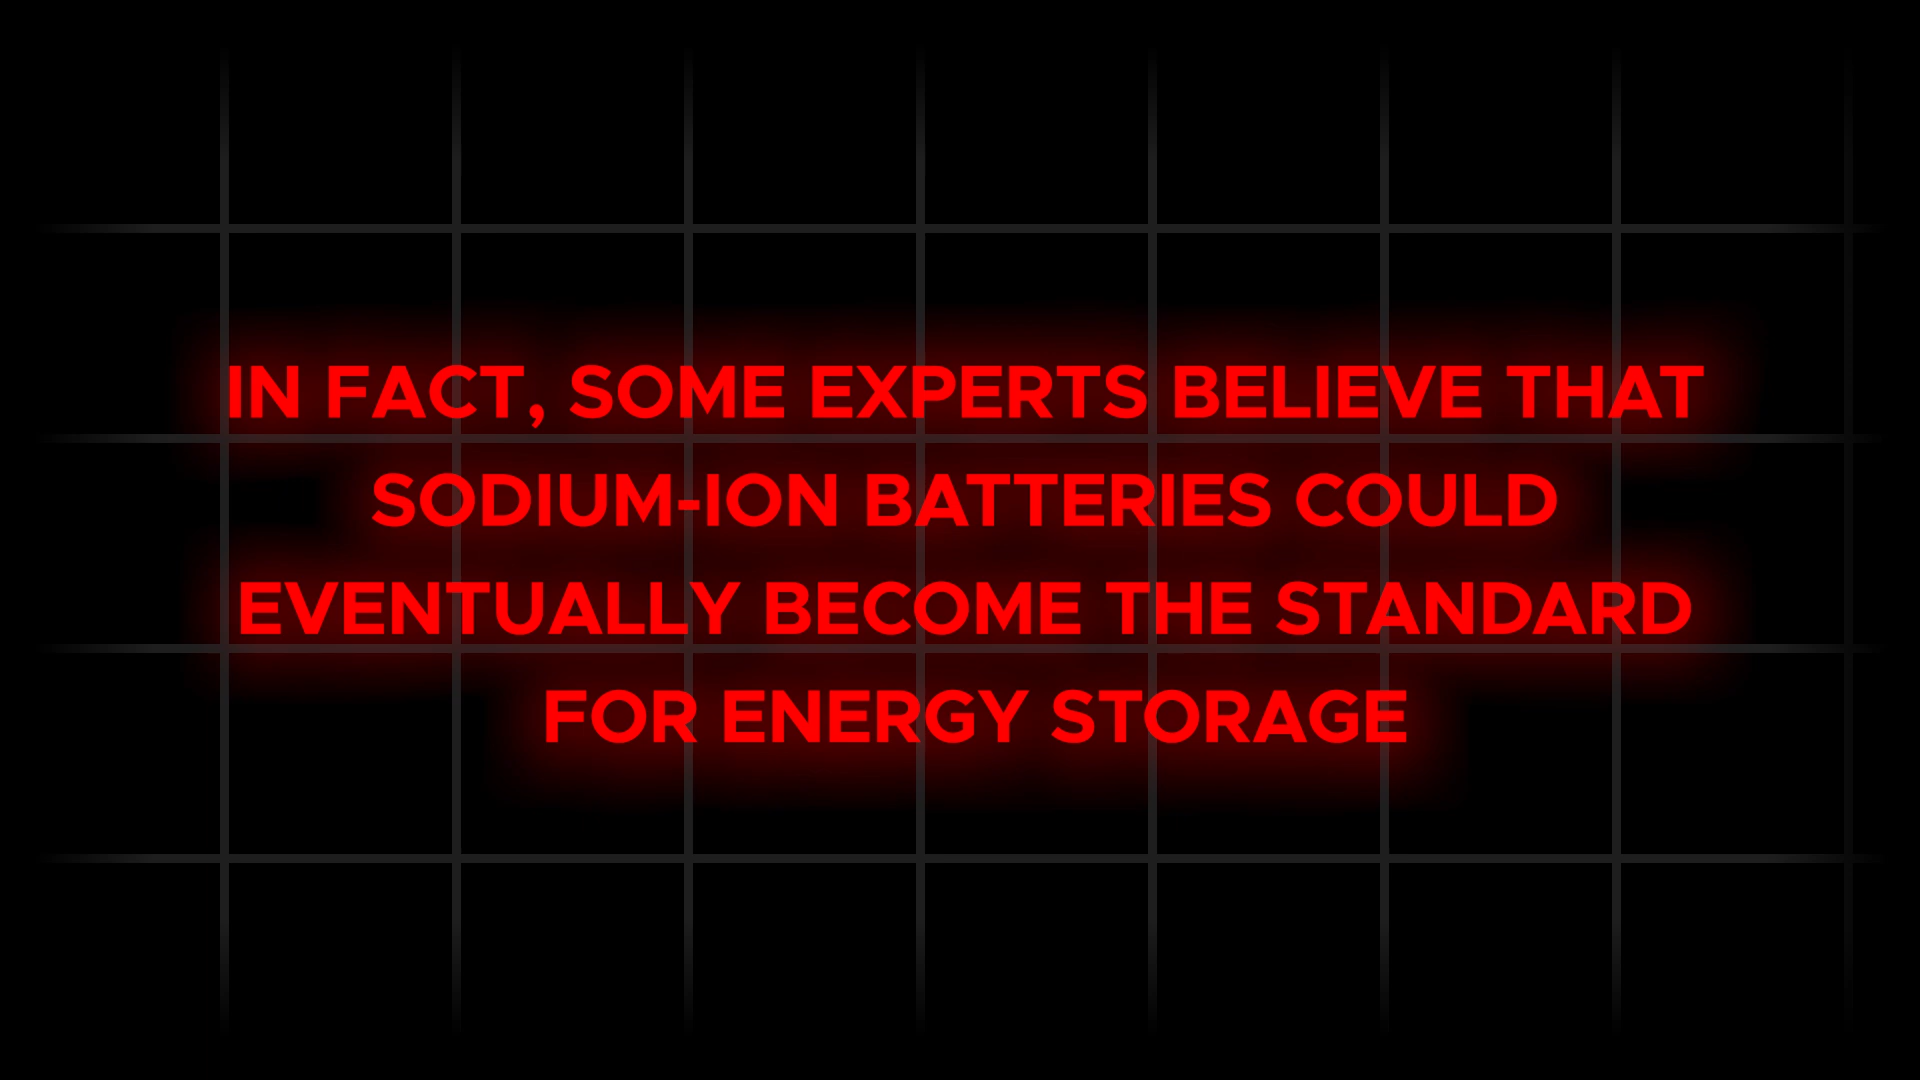 IN FACT, SOME EXPERTS BELIEVE THAT
SODIUM-ION BATTERIES COULD
EVENTUALLY BECOME THE STANDARD
FOR ENERGY STORAGE